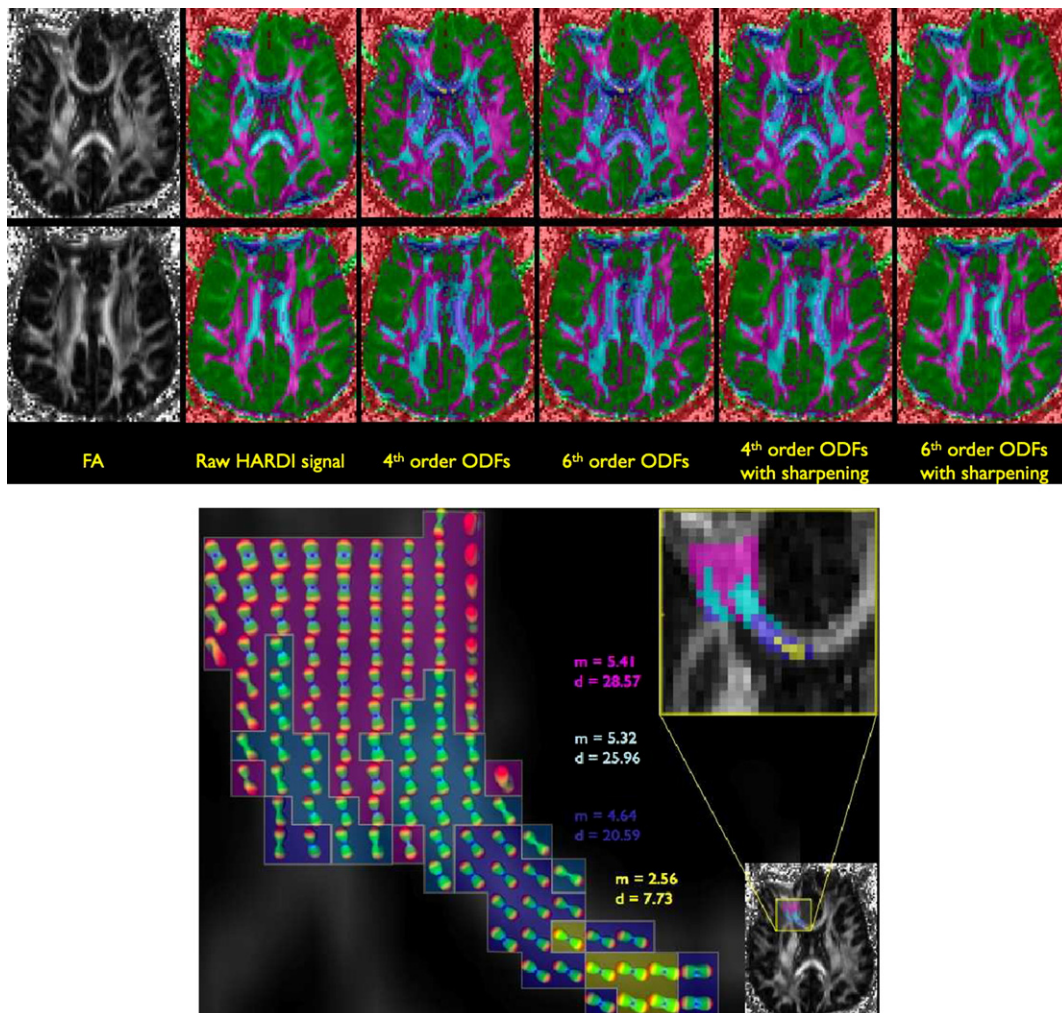 FA
Raw HARDI signal
4th order ODFs
6th order ODFs
4th order ODFs
with sharpening
6th order ODFs
with sharpening
m = 5.41
d = 28.57
m = 5.32
d = 25.96
m = 4.64
d = 20.59
m = 2.56
d = 7.73